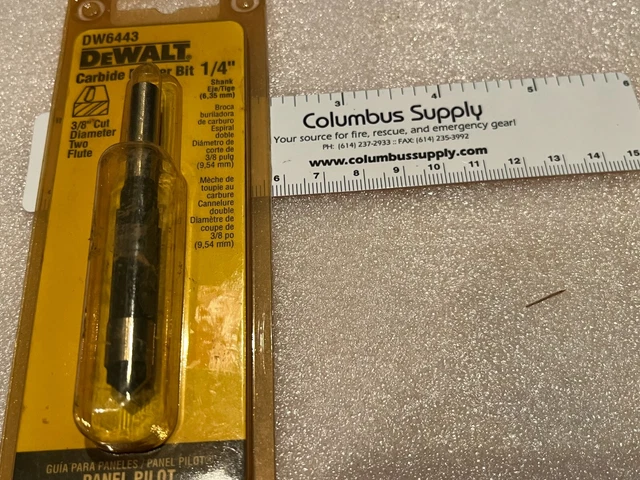 DW6443
DEWALT®
Carbide Bit 1/4"
Shank
Eje/Tige
(6,35 mm)
3/8" Cut
Diameter
Two
Flute
Broca
buriladora
de carburo
Espiral
doble
Diámetro de
corte de
3/8 pulg
(9,54 mm)
Mèche de
toupie au
carbure
Cannelure
double
Diamètre de
coupe de
3/8 po
(9,54 mm)
GUÍA PARA PANELES / PANEL PILOT
PANEL PILOT
3 4 5 6
Columbus Supply
Your source for fire, rescue, and emergency gear!
PH: (614) 237-2933 :: FAX: (614) 235-3992
www.columbussupply.com
6 7 8 9 10 11 12 13 14 15